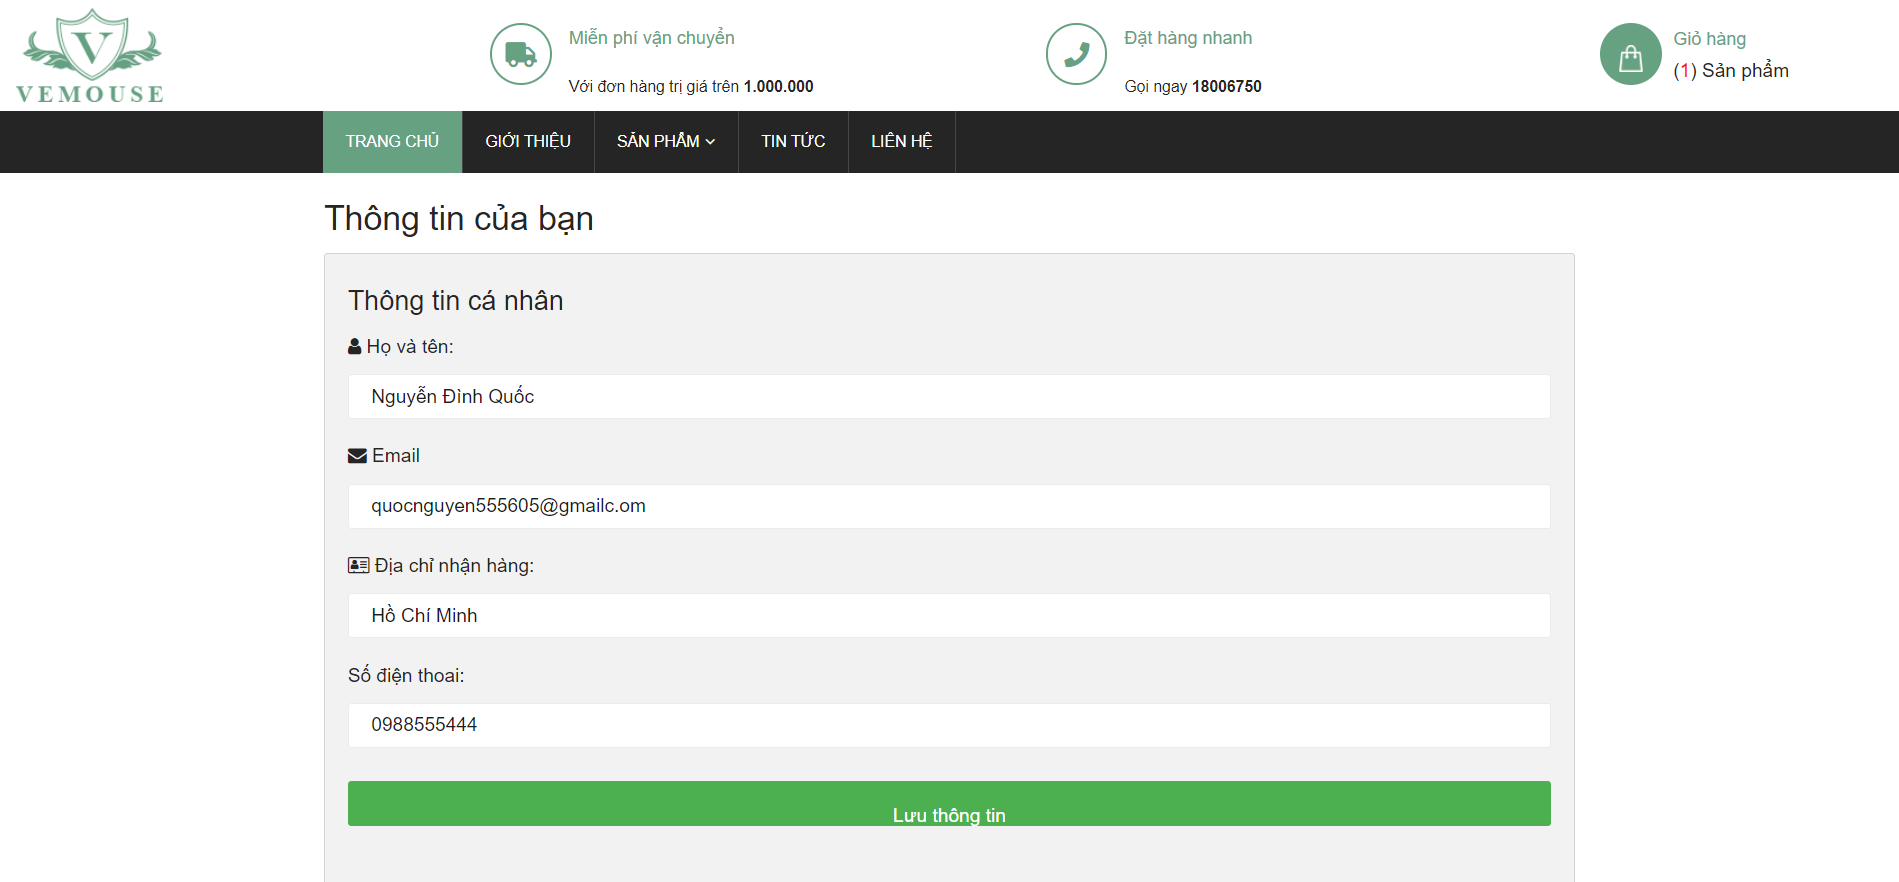 V
VEMOUSE
Miễn phí vận chuyển
Với đơn hàng trị giá trên 1.000.000
Đặt hàng nhanh
Gọi ngay 18006750
Giỏ hàng
(1) Sản phẩm
TRANG CHỦ GIỚI THIỆU SẢN PHẨM TIN TỨC LIÊN HỆ
Thông tin của bạn
Thông tin cá nhân
Họ và tên:
Nguyễn Đình Quốc
Email
quocnguyen555605@gmailc.om
Địa chỉ nhận hàng:
Hồ Chí Minh
Số điện thoai:
0988555444
Lưu thông tin